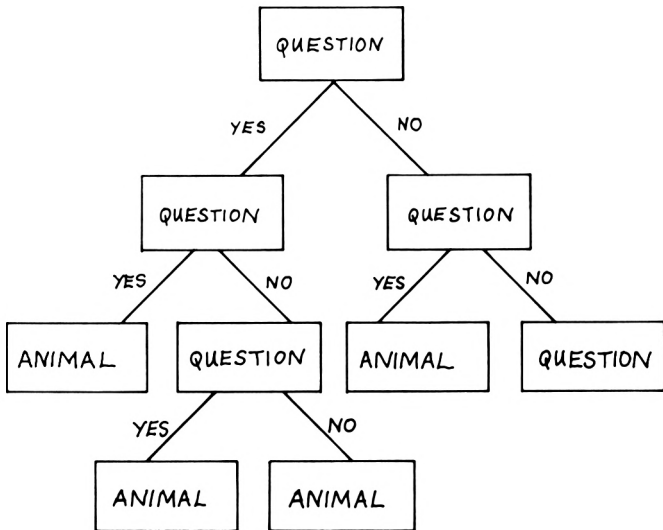 QUESTION
YES NO
QUESTION QUESTION
YES NO YES NO
ANIMAL QUESTION ANIMAL QUESTION
YES NO
ANIMAL ANIMAL